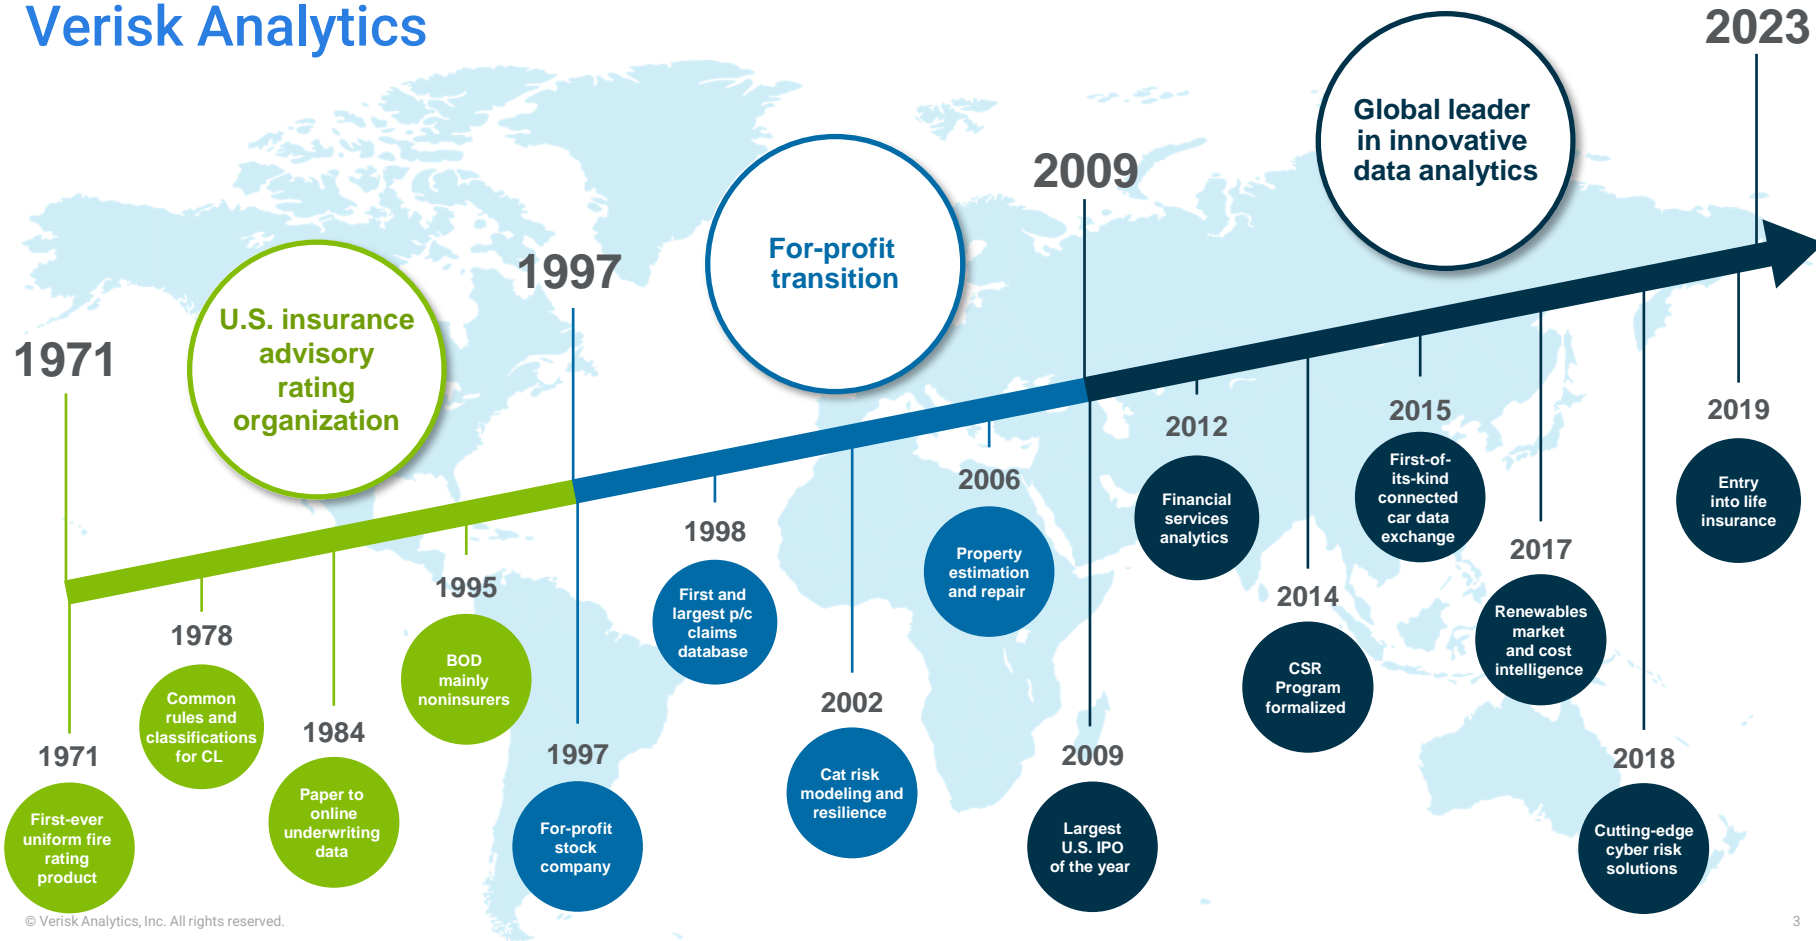 Verisk Analytics
1971
U.S. insurance
advisory
rating
organization
1997
For-profit
transition
2009
Global leader
in innovative
data analytics
2023
1971
First-ever
uniform fire
rating
product
1978
Common
rules and
classifications
for CL
1984
Paper to
online
underwriting
data
1995
BOD
mainly
noninsurers
1997
For-profit
stock
company
1998
First and
largest p/c
claims
database
2002
Cat risk
modeling and
resilience
2006
Property
estimation
and repair
2009
Largest
U.S. IPO
of the year
2012
Financial
services
analytics
2014
CSR
Program
formalized
2015
First-of-
its-kind
connected
car data
exchange
2017
Renewables
market
and cost
intelligence
2018
Cutting-edge
cyber risk
solutions
2019
Entry
into life
insurance
© Verisk Analytics, Inc. All rights reserved.
3